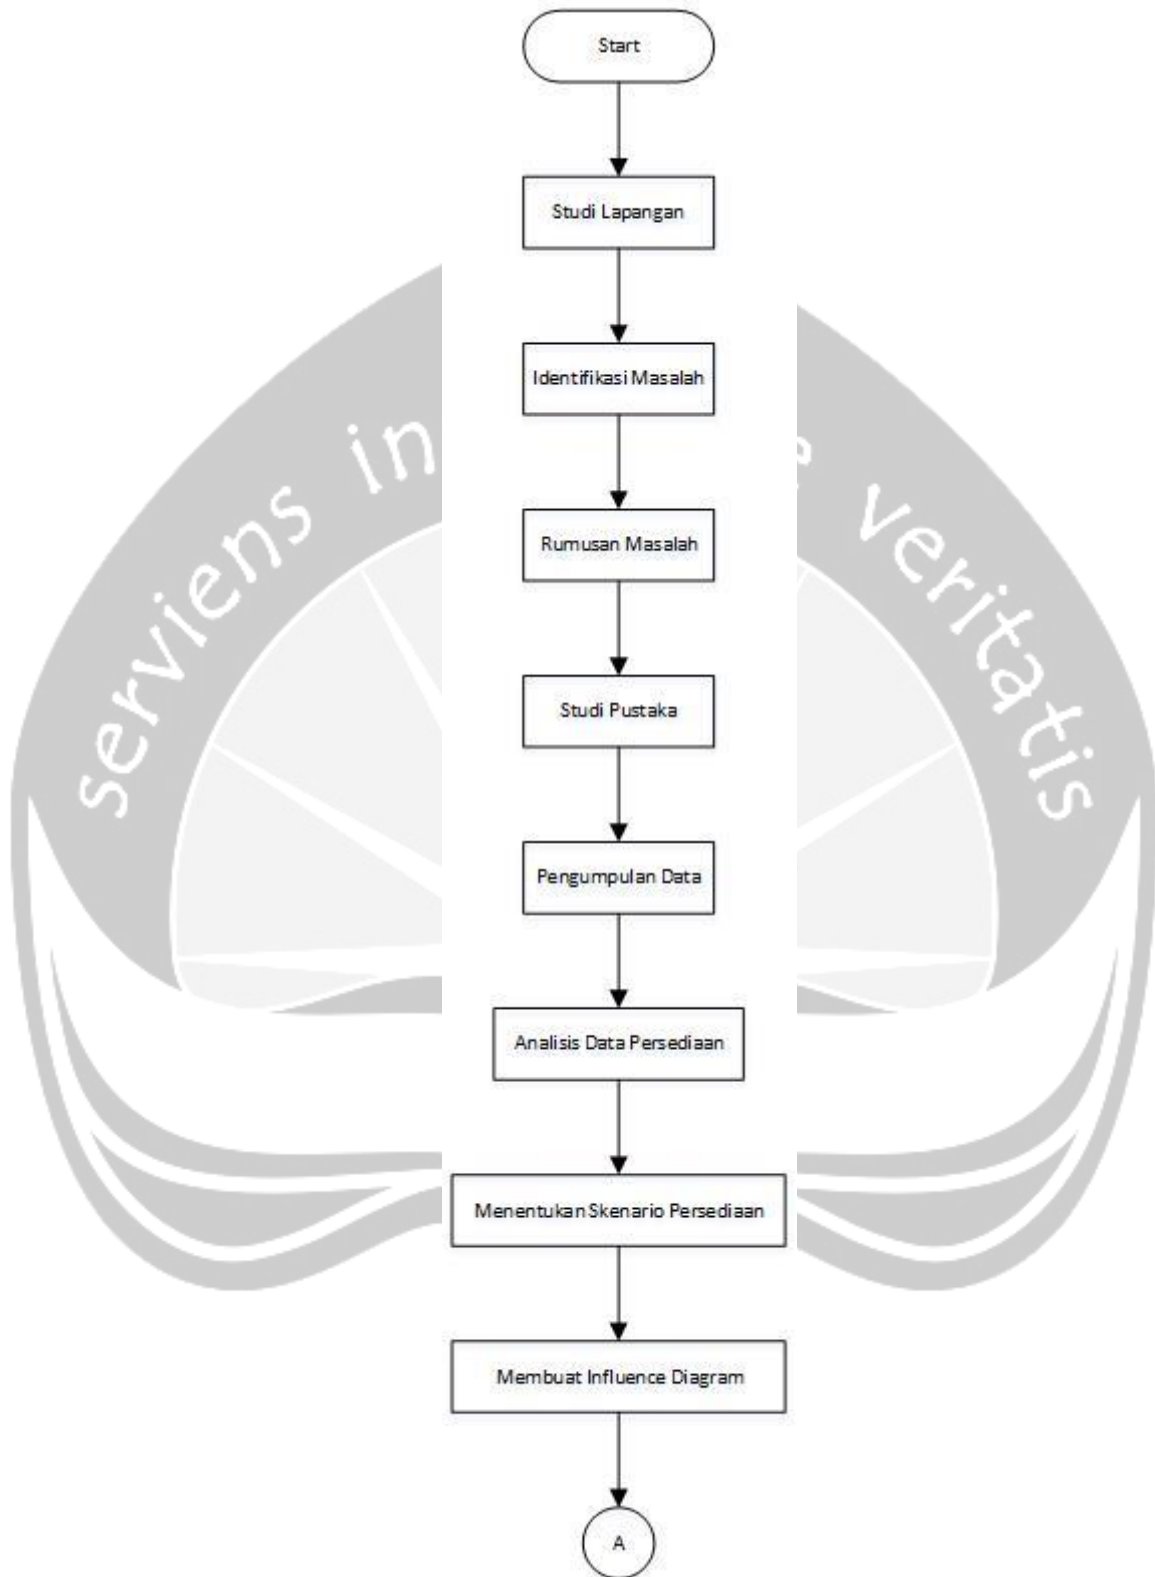 Start
Studi Lapangan
Identifikasi Masalah
serviens in
e veritatis
Rumusan Masalah
Studi Pustaka
Pengumpulan Data
Analisis Data Persediaan
Menentukan Skenario Persediaan
Membuat Influence Diagram
A